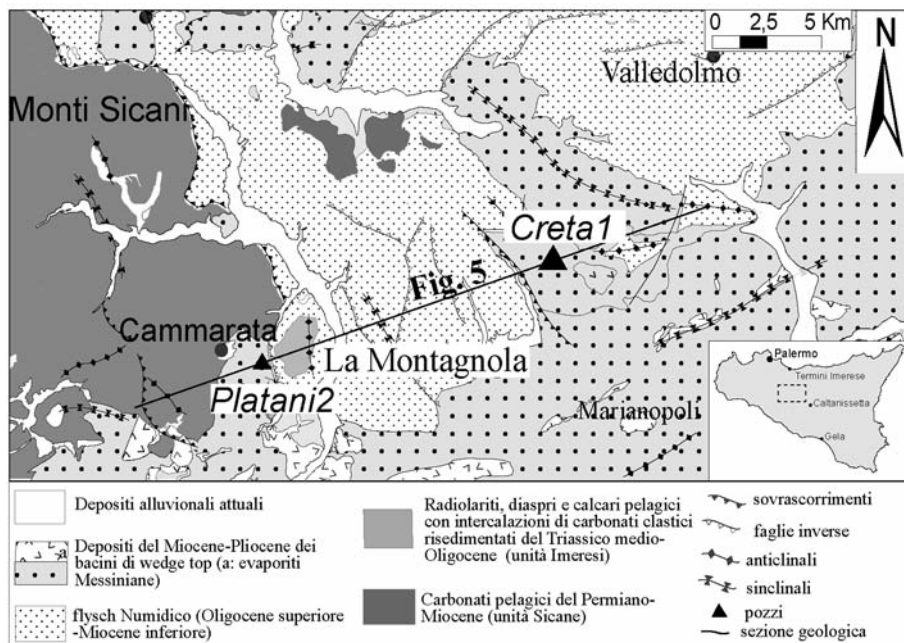 0 2,5 5 Km
N
Valledolmo
Monti Sicani
Creta1
Fig. 5
Cammarata
La Montagnola
Platani2
Marianopoli
Palermo
Termini Imerese
Caltanissetta
Gela
Depositi alluvionali attuali
Depositi del Miocene-Pliocene dei
bacini di wedge top (a: evaporiti
Messiniane)
a
flysch Numidico (Oligocene superiore
-Miocene inferiore)
Radiolariti, diaspri e calcari pelagici
con intercalazioni di carbonati clastici
risedimentati del Triassico medio-
Oligocene (unità Imeresi)
Carbonati pelagici del Permiano-
Miocene (unità Sicane)
sovrascorrimenti
faglie inverse
anticlinali
sinclinali
pozzi
sezione geologica